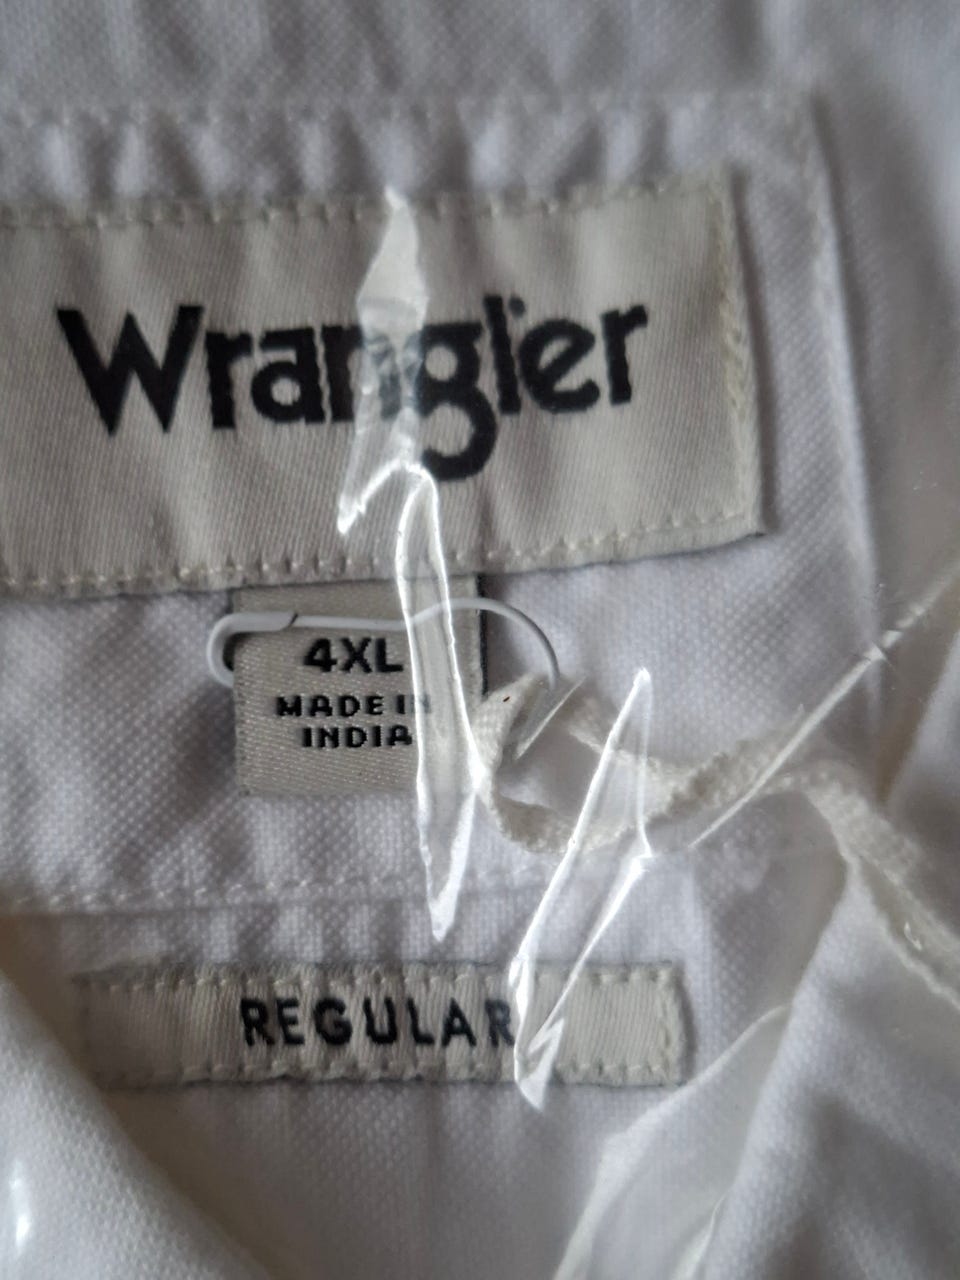 Wrangler
4XL
MADE IN
INDIA
REGULAR